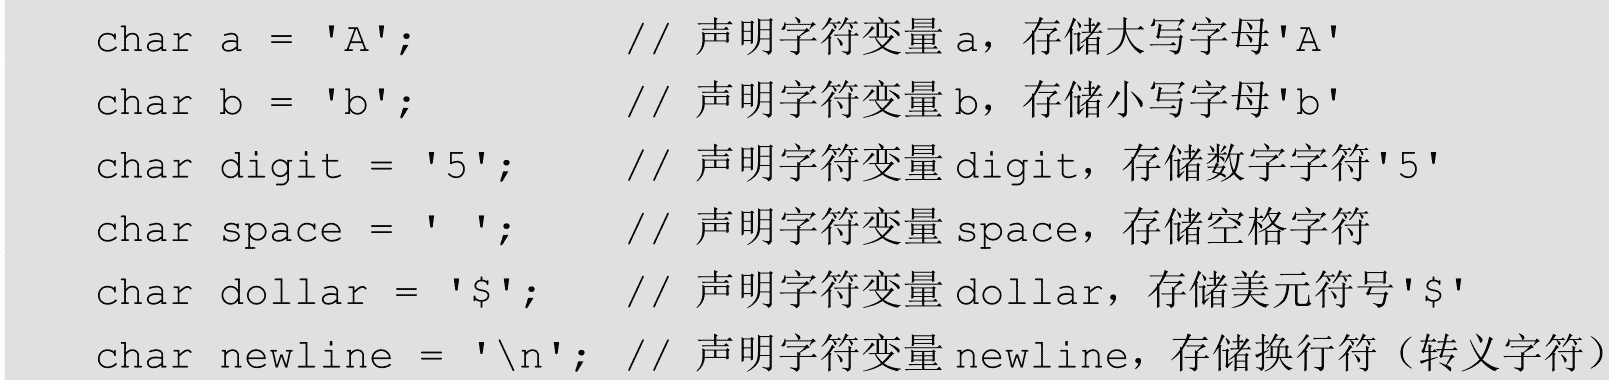 char a = 'A';          // 声明字符变量 a，存储大写字母'A'
char b = 'b';          // 声明字符变量 b，存储小写字母'b'
char digit = '5';      // 声明字符变量 digit，存储数字字符'5'
char space = ' ';      // 声明字符变量 space，存储空格字符
char dollar = '$';     // 声明字符变量 dollar，存储美元符号'$'
char newline = '\n';   // 声明字符变量 newline，存储换行符（转义字符）